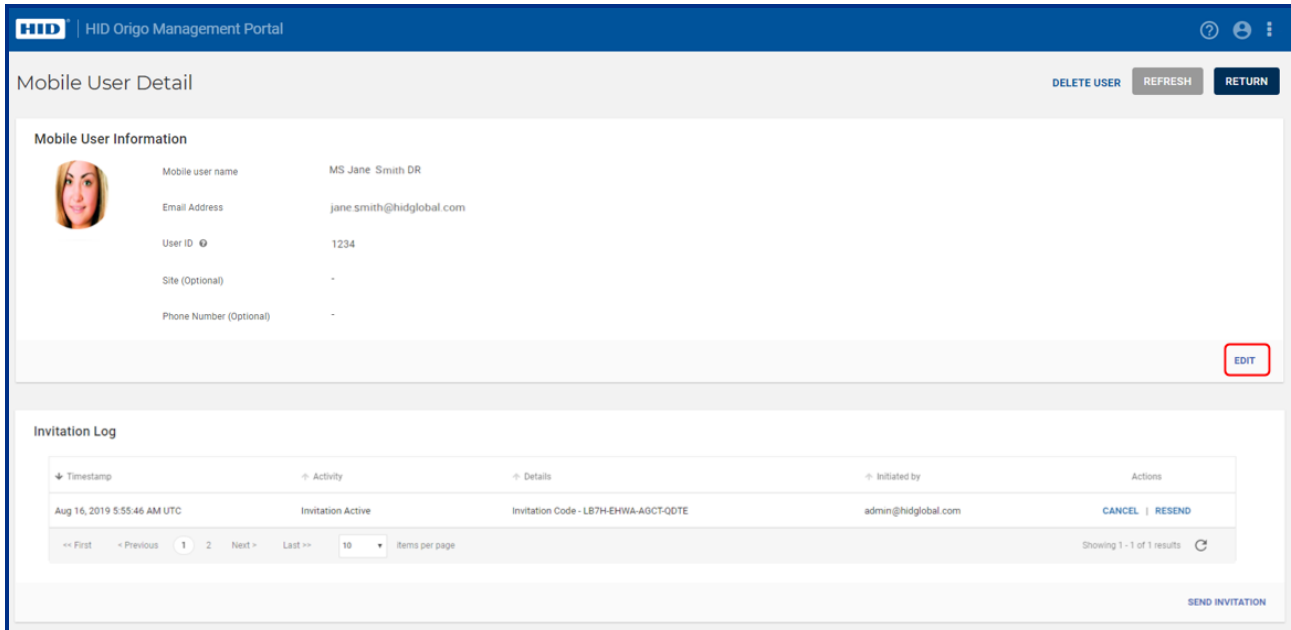 HID® | HID Origo Management Portal
Mobile User Detail DELETE USER REFRESH RETURN
Mobile User Information
Mobile user name MS Jane Smith DR
Email Address jane.smith@hidglobal.com
User ID 1234
Site (Optional) -
Phone Number (Optional) -
EDIT
Invitation Log
Timestamp Activity Details Initiated by Actions
Aug 16, 2019 5:55:46 AM UTC Invitation Active Invitation Code - LB7H-EHWA-AGCT-QDTE admin@hidglobal.com CANCEL | RESEND
<< First < Previous 1 2 Next > Last >> 10 items per page Showing 1 - 1 of 1 results
SEND INVITATION